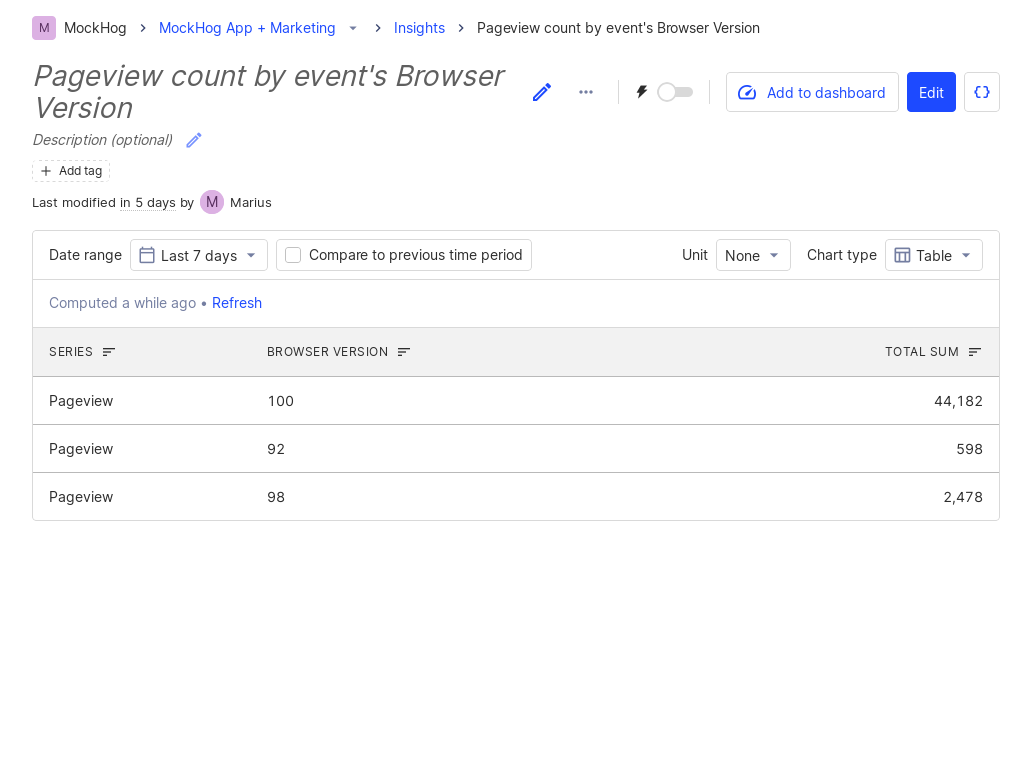 M MockHog MockHog App + Marketing Insights Pageview count by event's Browser Version
Pageview count by event's Browser
Version
Add to dashboard Edit
Description (optional)
Add tag
Last modified in 5 days by M Marius
Date range Last 7 days Compare to previous time period Unit None Chart type Table
Computed a while ago • Refresh
SERIES BROWSER VERSION TOTAL SUM
Pageview 100 44,182
Pageview 92 598
Pageview 98 2,478